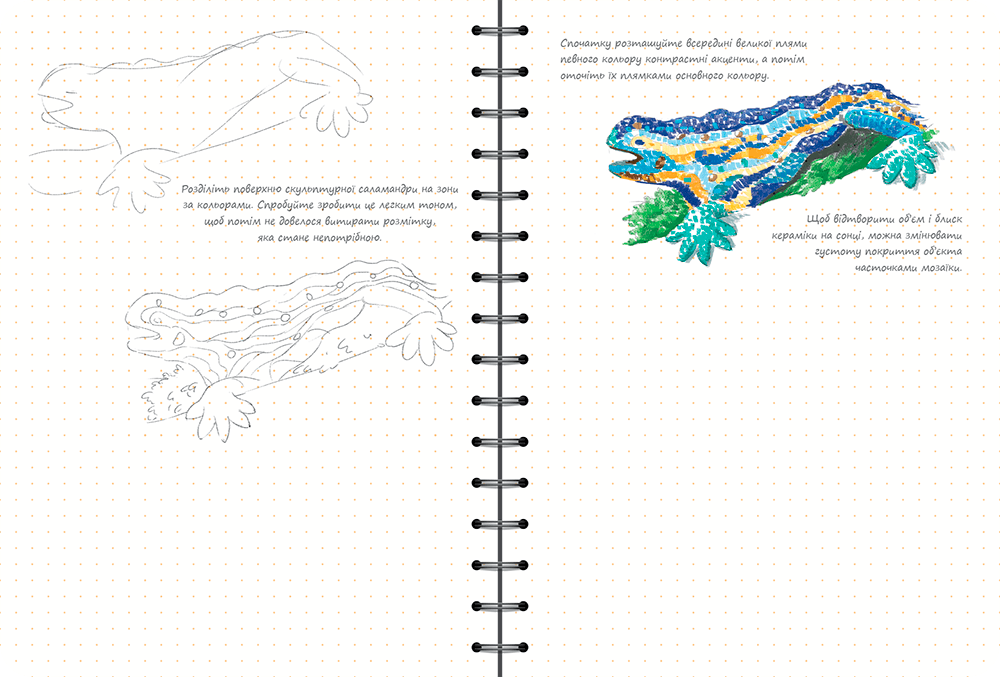 Розділіть поверхню скульптурної саламандри на зони
за кольорами. Спробуйте зробити це легким тоном,
щоб потім не довелося витирати розмітку,
яка стане непотрібною.
Спочатку розташуйте всередині великої плями
певного кольору контрастні акценти, а потім
оточіть їх плямками основного кольору.
Щоб відтворити об'єм і блиск
кераміки на сонці, можна змінювати
густоту покриття об'єкта
часточками мозаїки.